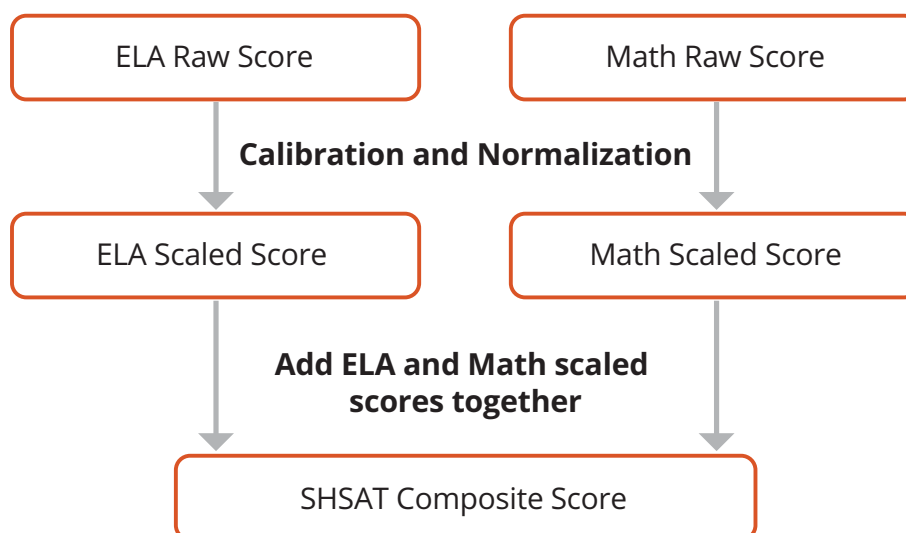 ELA Raw Score
Math Raw Score
Calibration and Normalization
ELA Scaled Score
Math Scaled Score
Add ELA and Math scaled
scores together
SHSAT Composite Score